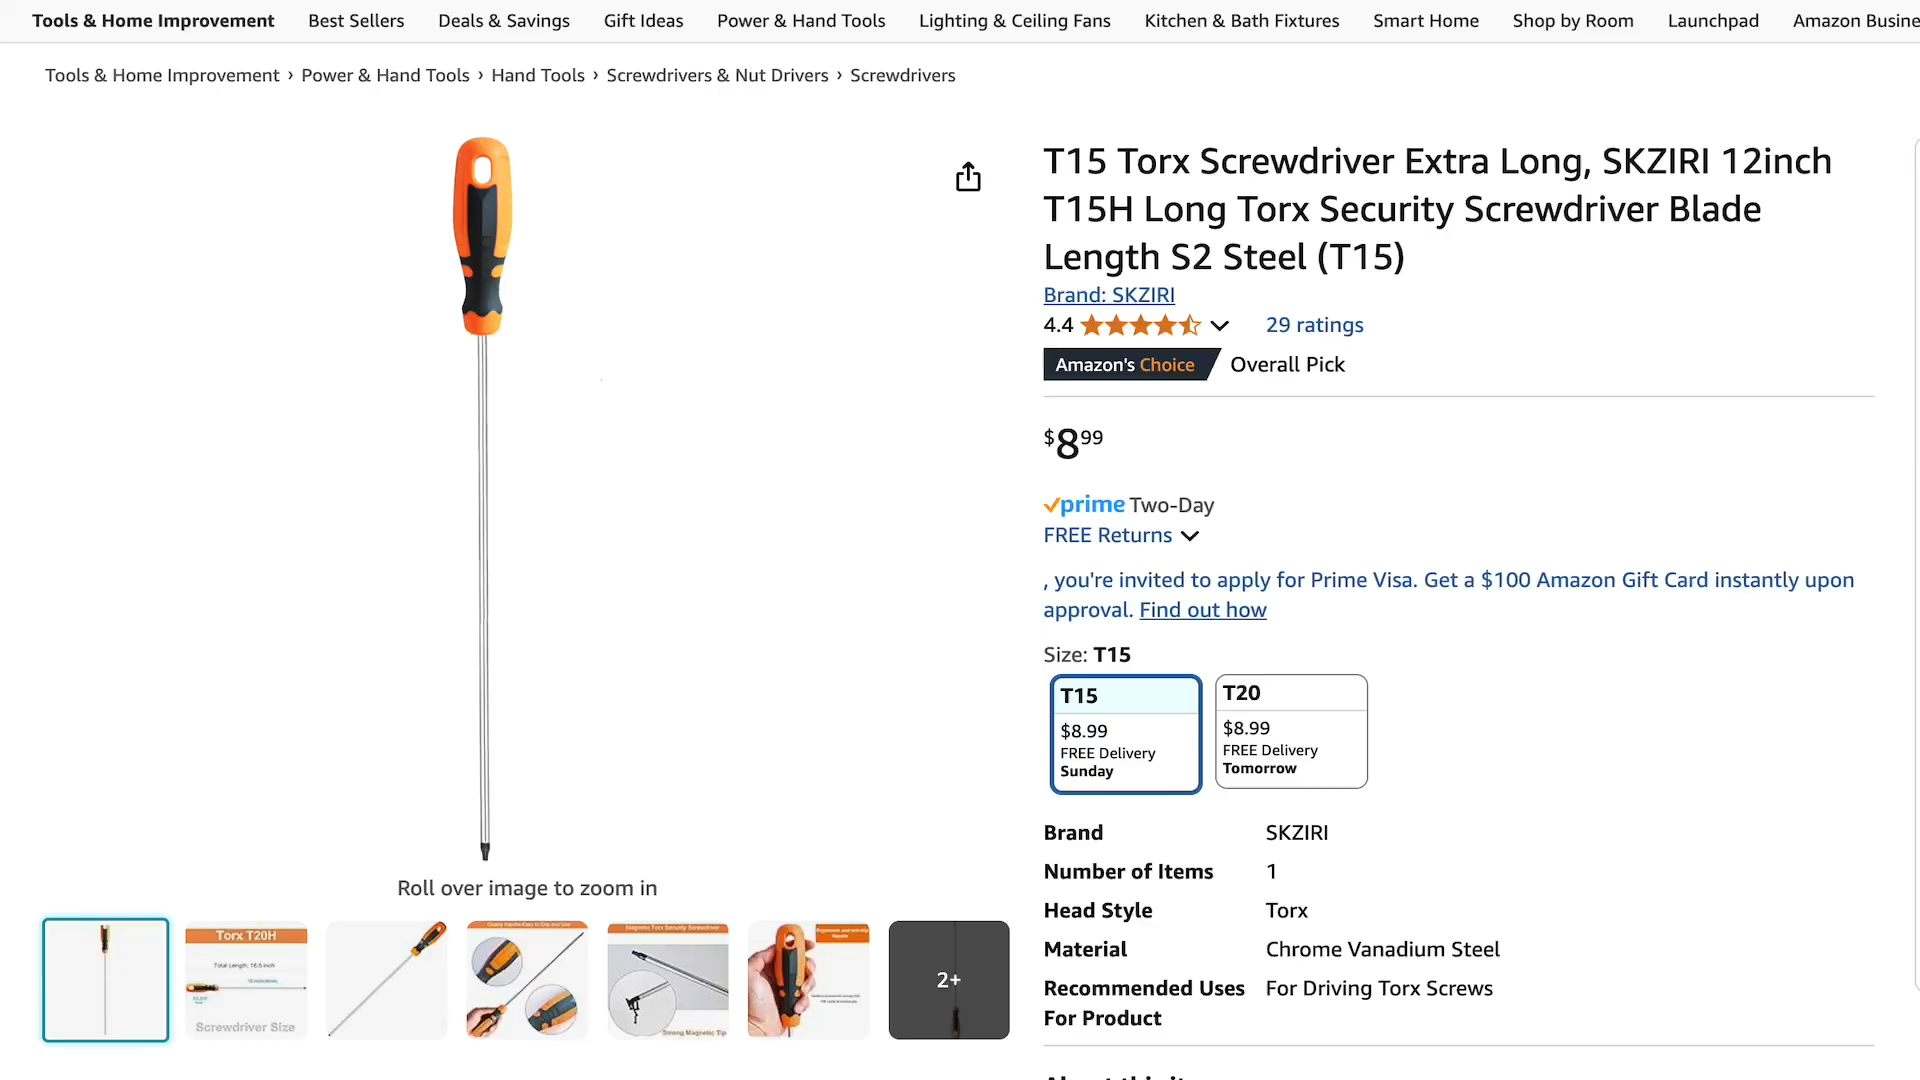 Tools & Home Improvement Best Sellers Deals & Savings Gift Ideas Power & Hand Tools Lighting & Ceiling Fans Kitchen & Bath Fixtures Smart Home Shop by Room Launchpad Amazon Busine
Tools & Home Improvement › Power & Hand Tools › Hand Tools › Screwdrivers & Nut Drivers › Screwdrivers
T15 Torx Screwdriver Extra Long, SKZIRI 12inch
T15H Long Torx Security Screwdriver Blade
Length S2 Steel (T15)
Brand: SKZIRI
4.4 29 ratings
Amazon's Choice Overall Pick
$8.99
prime Two-Day
FREE Returns
, you're invited to apply for Prime Visa. Get a $100 Amazon Gift Card instantly upon
approval. Find out how
Size: T15
T15
$8.99
FREE Delivery
Sunday
T20
$8.99
FREE Delivery
Tomorrow
Brand SKZIRI
Number of Items 1
Head Style Torx
Material Chrome Vanadium Steel
Recommended Uses For Driving Torx Screws
For Product
Roll over image to zoom in
Torx T20H
Screwdriver Size
Magnetic Torx Security Screwdriver
Strong Magnetic Tip
2+